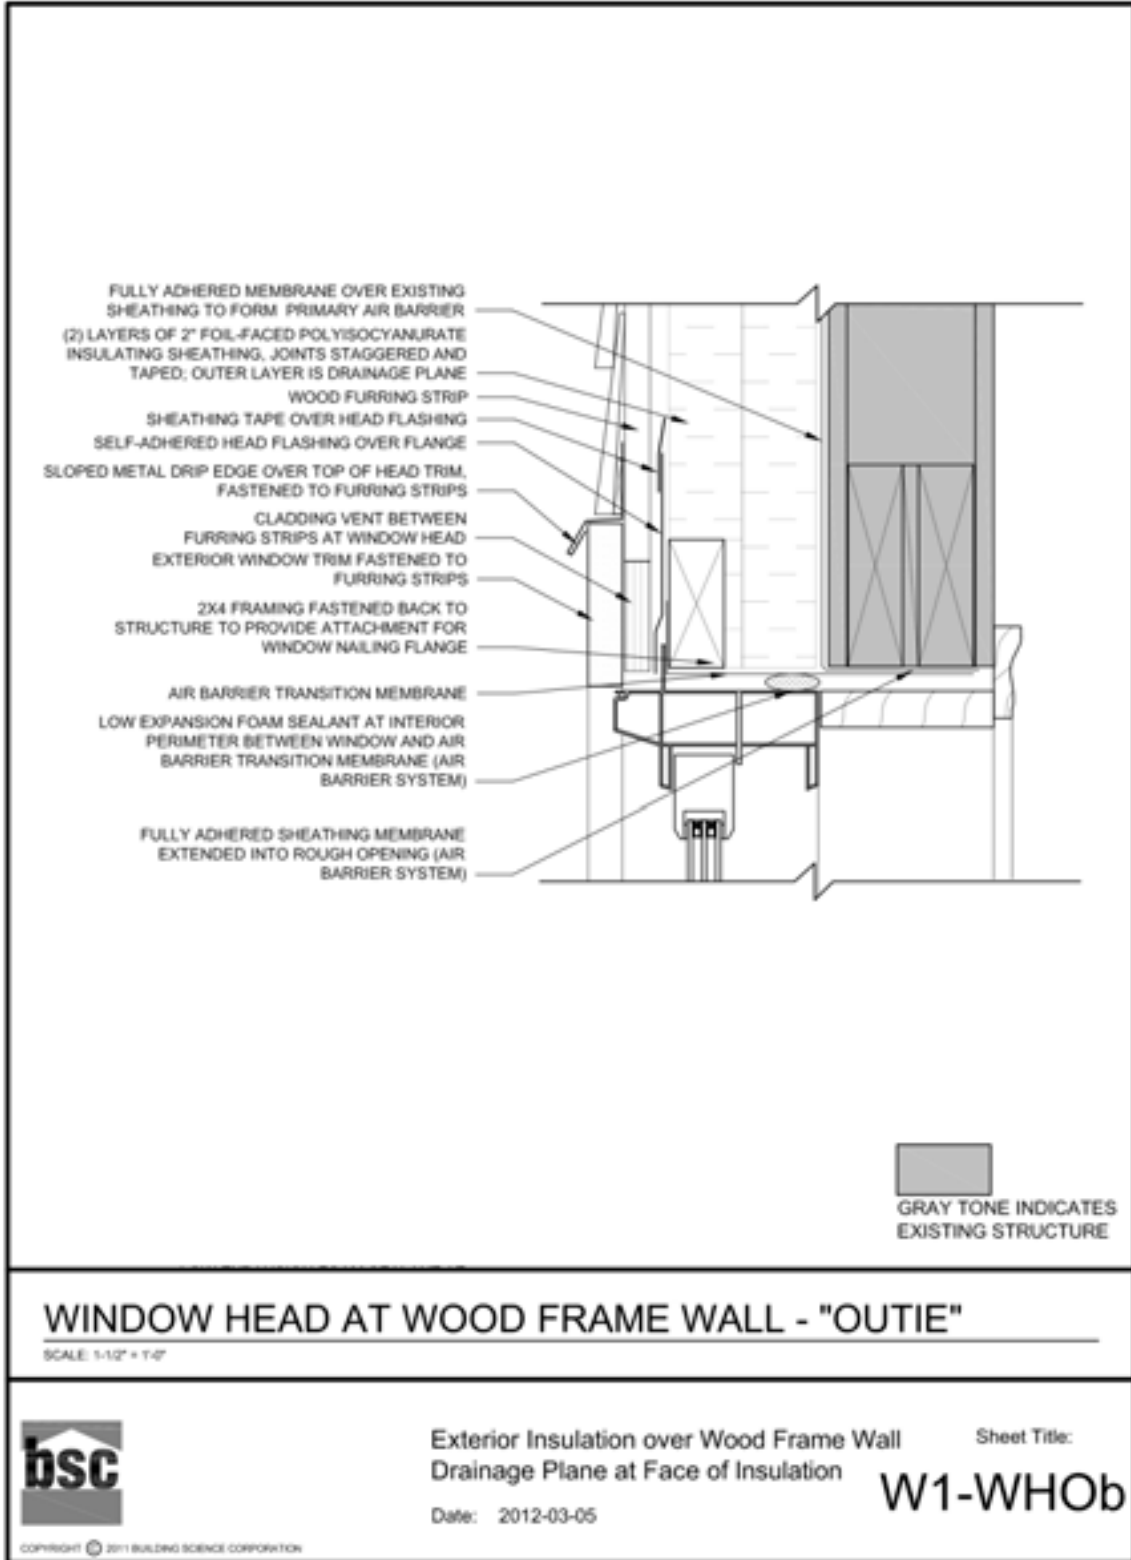 FULLY ADHERED MEMBRANE OVER EXISTING
SHEATHING TO FORM PRIMARY AIR BARRIER
(2) LAYERS OF 2" FOIL-FACED POLYISOCYANURATE
INSULATING SHEATHING, JOINTS STAGGERED AND
TAPED; OUTER LAYER IS DRAINAGE PLANE
WOOD FURRING STRIP
SHEATHING TAPE OVER HEAD FLASHING
SELF-ADHERED HEAD FLASHING OVER FLANGE
SLOPED METAL DRIP EDGE OVER TOP OF HEAD TRIM,
FASTENED TO FURRING STRIPS
CLADDING VENT BETWEEN
FURRING STRIPS AT WINDOW HEAD
EXTERIOR WINDOW TRIM FASTENED TO
FURRING STRIPS
2X4 FRAMING FASTENED BACK TO
STRUCTURE TO PROVIDE ATTACHMENT FOR
WINDOW NAILING FLANGE
AIR BARRIER TRANSITION MEMBRANE
LOW EXPANSION FOAM SEALANT AT INTERIOR
PERIMETER BETWEEN WINDOW AND AIR
BARRIER TRANSITION MEMBRANE (AIR
BARRIER SYSTEM)
FULLY ADHERED SHEATHING MEMBRANE
EXTENDED INTO ROUGH OPENING (AIR
BARRIER SYSTEM)
GRAY TONE INDICATES
EXISTING STRUCTURE
WINDOW HEAD AT WOOD FRAME WALL - "OUTIE"
SCALE: 1-1/2" = 1'-0"
bsc
Exterior Insulation over Wood Frame Wall
Drainage Plane at Face of Insulation
Date: 2012-03-05
Sheet Title:
W1-WHOb
COPYRIGHT © 2011 BUILDING SCIENCE CORPORATION